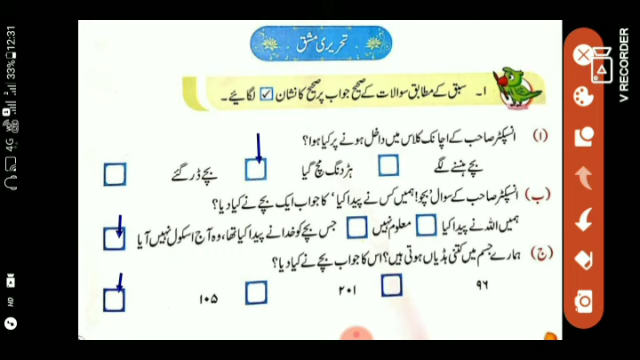 12:31
33%
4G
HD
V RECORDER
تحریری مشق
۱۔ سبق کے مطابق سوالات کے صحیح جواب پر صحیح کا نشان ☑ لگائیے۔
(ا) انسپکٹر صاحب کے اچانک کلاس میں داخل ہونے پر کیا ہوا؟
بچے ہنسنے لگے ہڑدنگ مچ گیا بچے ڈر گئے
(ب) انسپکٹر صاحب کے سوال 'بچو! ہمیں کس نے پیدا کیا' کا جواب ایک بچے نے کیا دیا؟
ہمیں اللہ نے پیدا کیا معلوم نہیں جس بچے کو خدا نے پیدا کیا تھا، وہ آج اسکول نہیں آیا
(ج) ہمارے جسم میں کتنی ہڈیاں ہوتی ہیں؟ اس کا جواب بچے نے کیا دیا؟
۹۶ ۲۰۱ ۱۰۵